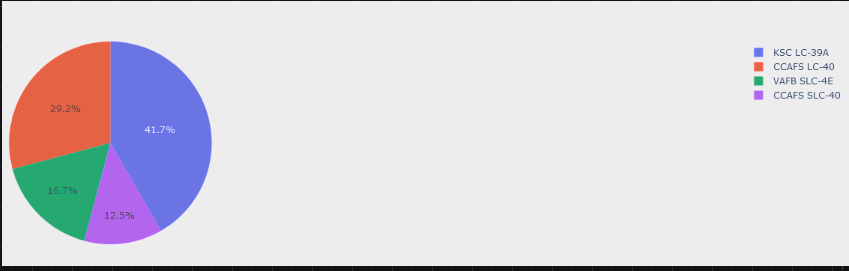 KSC LC-39A
CCAFS LC-40
VAFB SLC-4E
CCAFS SLC-40
29.2%
41.7%
16.7%
12.5%